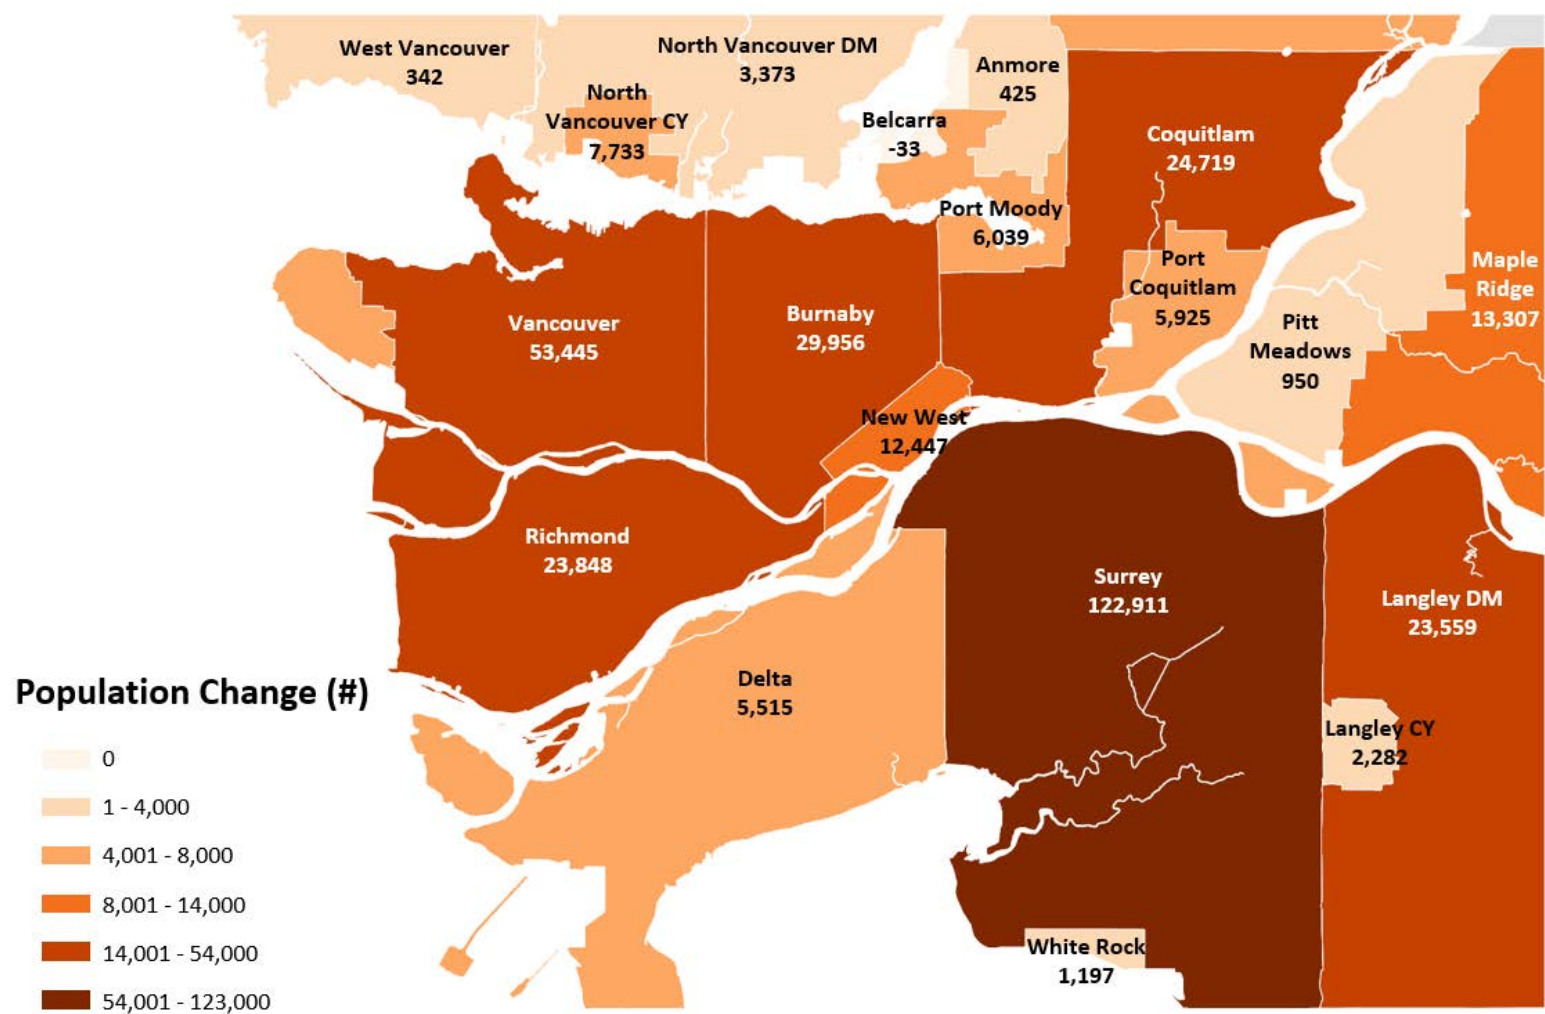 West Vancouver
342
North Vancouver DM
3,373
North
Vancouver CY
7,733
Anmore
425
Belcarra
-33
Coquitlam
24,719
Port Moody
6,039
Port
Coquitlam
5,925
Maple
Ridge
13,307
Vancouver
53,445
Burnaby
29,956
Pitt
Meadows
950
New West
12,447
Richmond
23,848
Surrey
122,911
Langley DM
23,559
Delta
5,515
Langley CY
2,282
White Rock
1,197
Population Change (#)
0
1 - 4,000
4,001 - 8,000
8,001 - 14,000
14,001 - 54,000
54,001 - 123,000